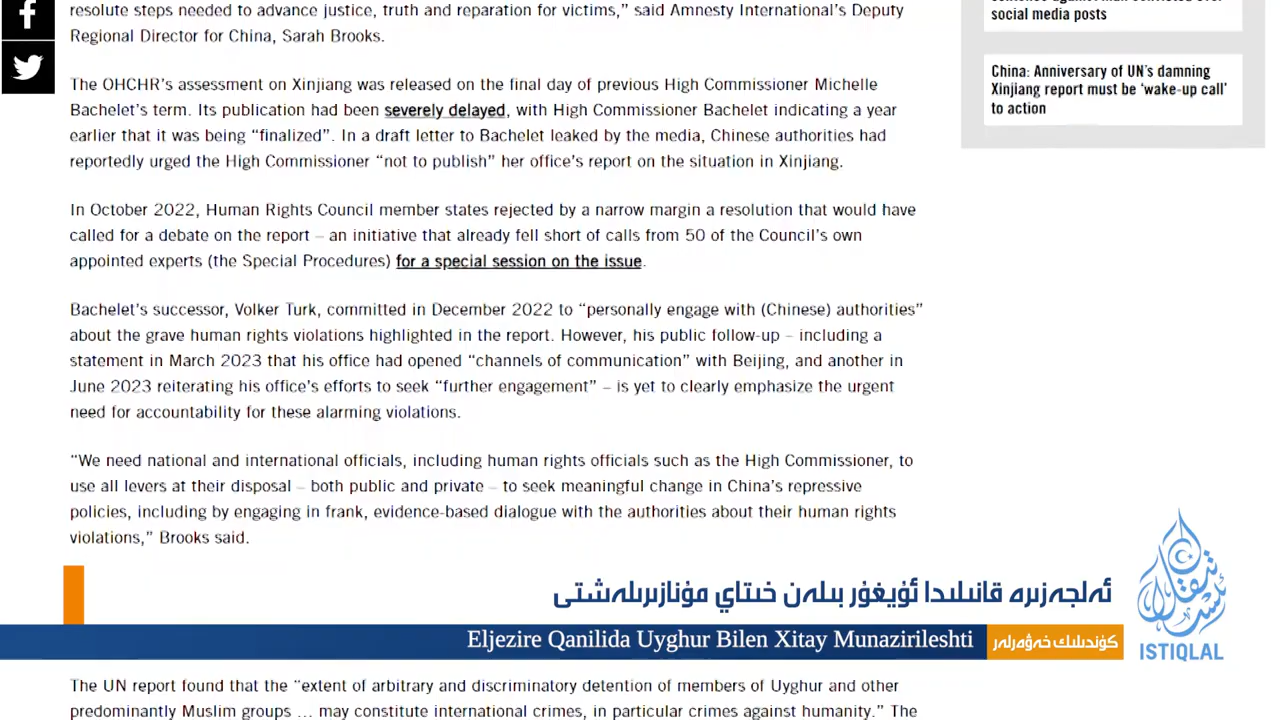 resolute steps needed to advance justice, truth and reparation for victims,” said Amnesty International’s Deputy
Regional Director for China, Sarah Brooks.
The OHCHR’s assessment on Xinjiang was released on the final day of previous High Commissioner Michelle
Bachelet’s term. Its publication had been severely delayed, with High Commissioner Bachelet indicating a year
earlier that it was being “finalized”. In a draft letter to Bachelet leaked by the media, Chinese authorities had
reportedly urged the High Commissioner “not to publish” her office’s report on the situation in Xinjiang.
In October 2022, Human Rights Council member states rejected by a narrow margin a resolution that would have
called for a debate on the report – an initiative that already fell short of calls from 50 of the Council’s own
appointed experts (the Special Procedures) for a special session on the issue.
Bachelet’s successor, Volker Turk, committed in December 2022 to “personally engage with (Chinese) authorities”
about the grave human rights violations highlighted in the report. However, his public follow-up – including a
statement in March 2023 that his office had opened “channels of communication” with Beijing, and another in
June 2023 reiterating his office’s efforts to seek “further engagement” – is yet to clearly emphasize the urgent
need for accountability for these alarming violations.
“We need national and international officials, including human rights officials such as the High Commissioner, to
use all levers at their disposal – both public and private – to seek meaningful change in China’s repressive
policies, including by engaging in frank, evidence-based dialogue with the authorities about their human rights
violations,” Brooks said.
social media posts
China: Anniversary of UN’s damning
Xinjiang report must be ‘wake-up call’
to action
ئەلجەزىرە قانىلىدا ئۇيغۇر بىلەن خىتاي مۇنازىرىلەشتى
Eljezire Qanilida Uyghur Bilen Xitay Munazirileshti
كۈندىلىك خەۋەرلەر
ISTIQLAL
The UN report found that the “extent of arbitrary and discriminatory detention of members of Uyghur and other
predominantly Muslim groups … may constitute international crimes, in particular crimes against humanity.” The